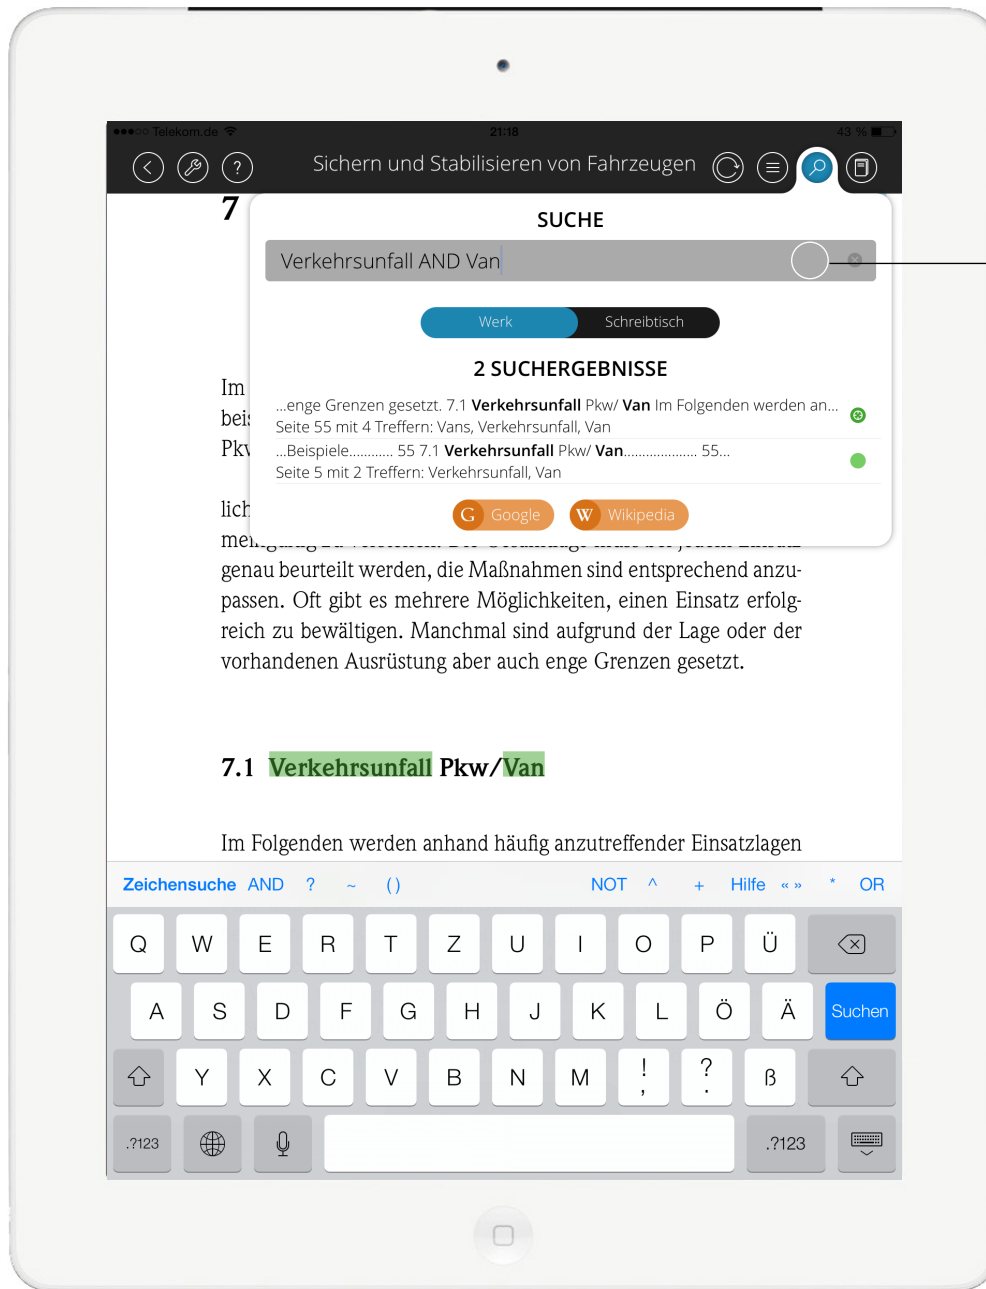 Telekom.de 21:18 43 %
Sichern und Stabilisieren von Fahrzeugen
?
7
SUCHE
Verkehrsunfall AND Van
Werk Schreibtisch
2 SUCHERGEBNISSE
...enge Grenzen gesetzt. 7.1 Verkehrsunfall Pkw/ Van Im Folgenden werden an...
Seite 55 mit 4 Treffern: Vans, Verkehrsunfall, Van
...Beispiele............ 55 7.1 Verkehrsunfall Pkw/ Van................... 55...
Seite 5 mit 2 Treffern: Verkehrsunfall, Van
G Google W Wikipedia
Im
beis
Pkw
lich
genau beurteilt werden, die Maßnahmen sind entsprechend anzu-
passen. Oft gibt es mehrere Möglichkeiten, einen Einsatz erfolg-
reich zu bewältigen. Manchmal sind aufgrund der Lage oder der
vorhandenen Ausrüstung aber auch enge Grenzen gesetzt.
7.1 Verkehrsunfall Pkw/Van
Im Folgenden werden anhand häufig anzutreffender Einsatzlagen
Zeichensuche AND ? ~ ( ) NOT ^ + Hilfe « » * OR
Q W E R T Z U I O P Ü
A S D F G H J K L Ö Ä Suchen
Y X C V B N M ! , ? . ß
.?123 .?123